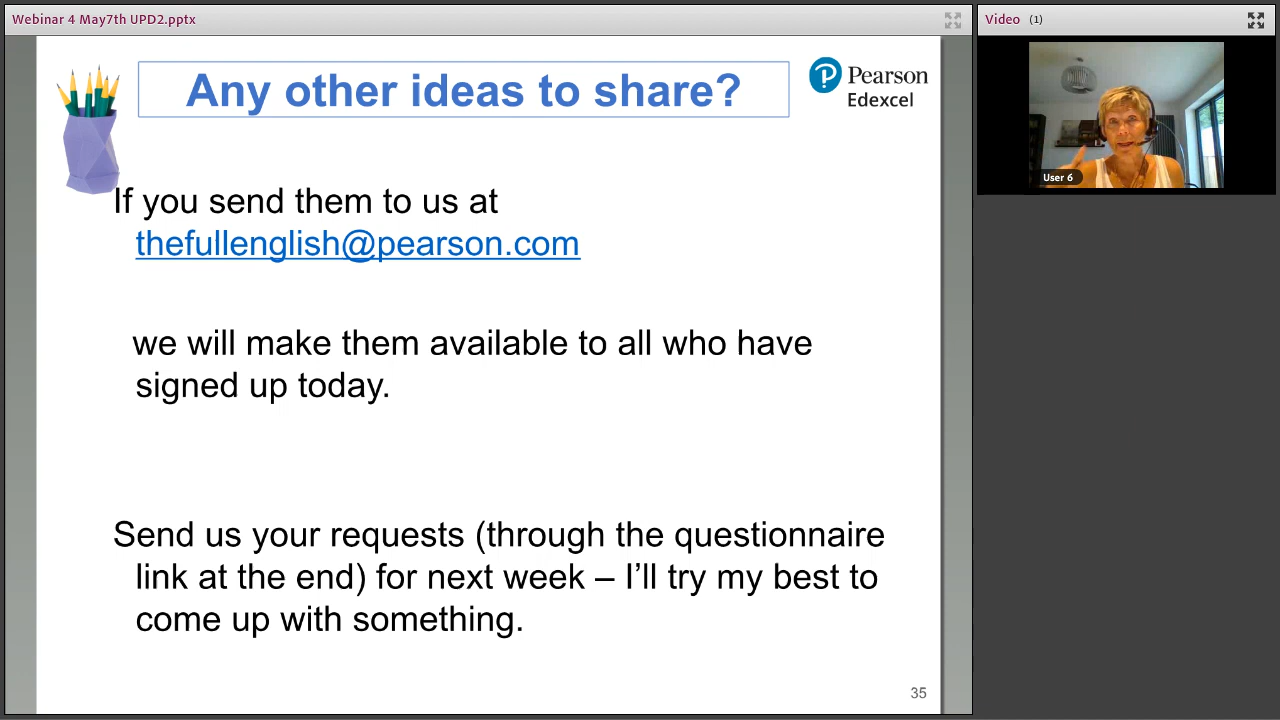 Webinar 4 May7th UPD2.pptx
Video (1)
Any other ideas to share?
Pearson
Edexcel
User 6
If you send them to us at
thefullenglish@pearson.com
we will make them available to all who have
signed up today.
Send us your requests (through the questionnaire
link at the end) for next week – I’ll try my best to
come up with something.
35